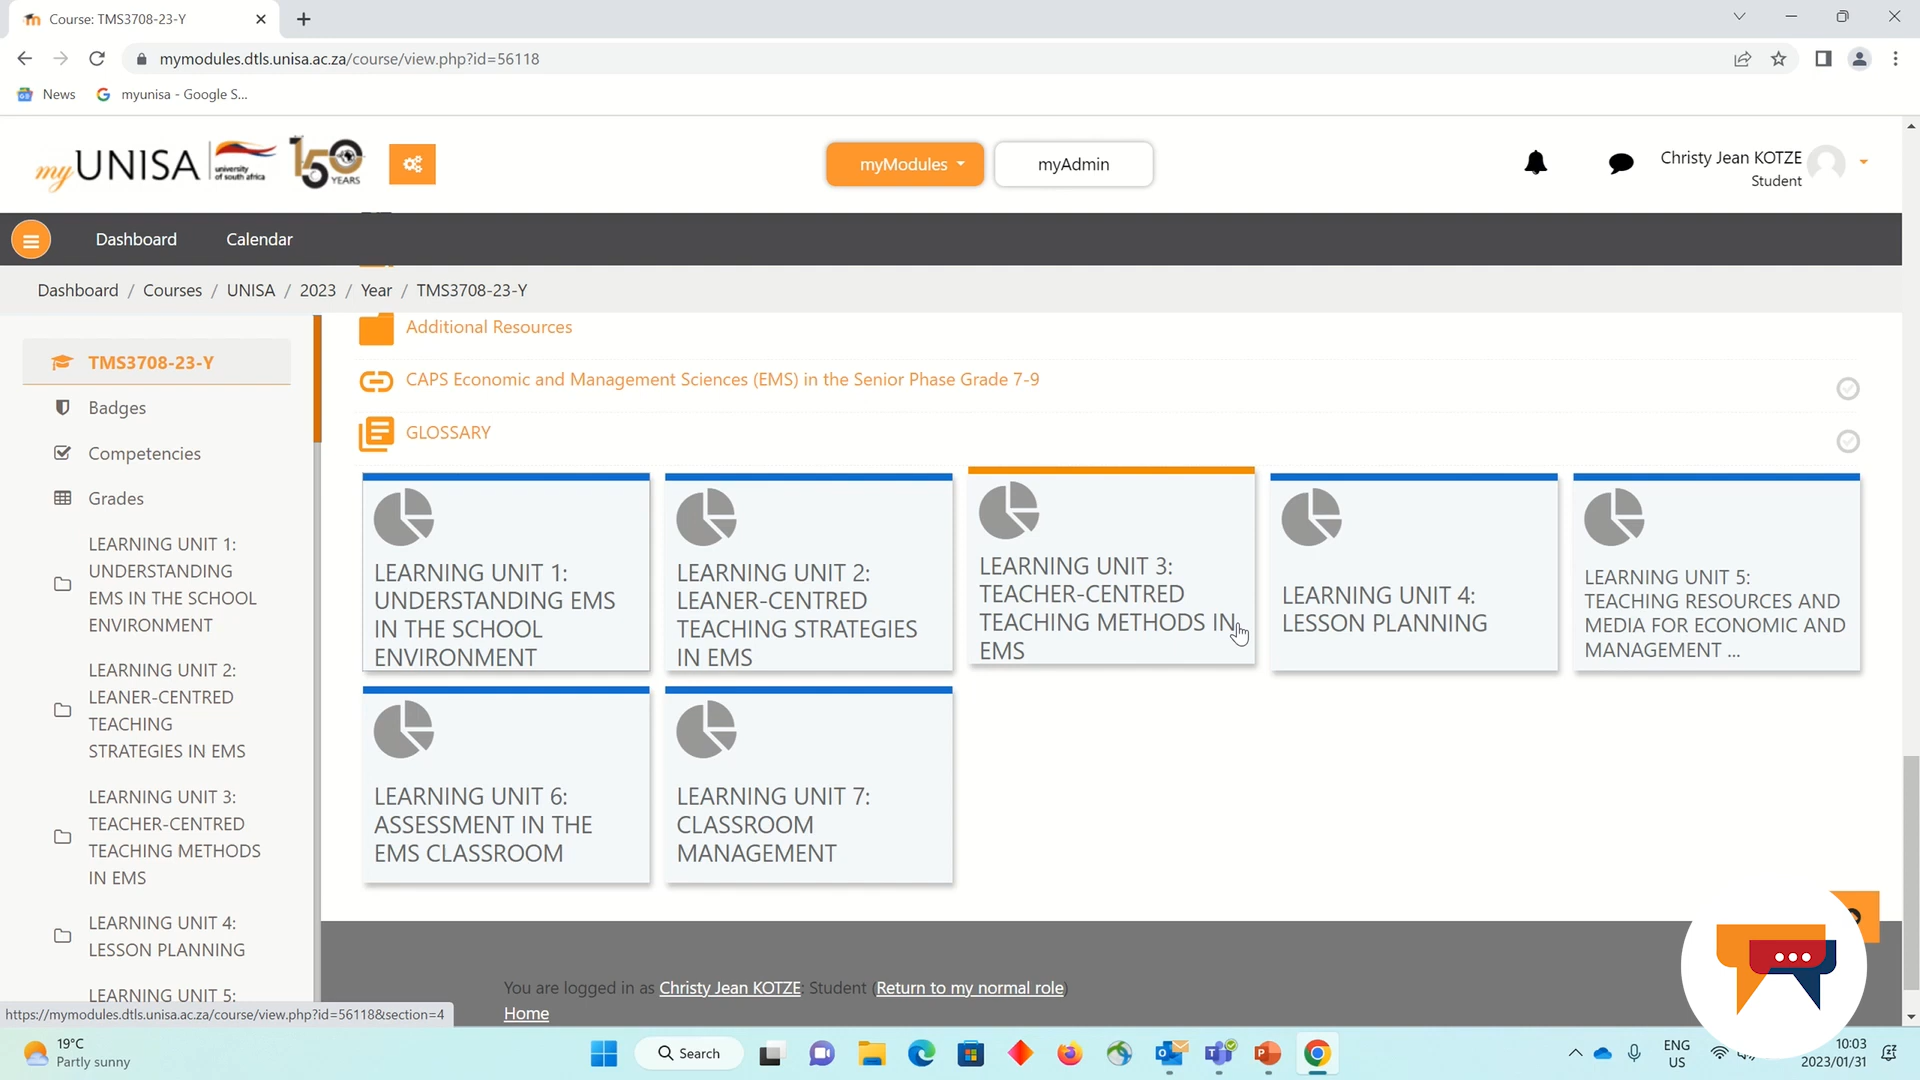 Course: TMS3708-23-Y
mymodules.dtls.unisa.ac.za/course/view.php?id=56118
News
myunisa - Google S...
myUNISA
university of south africa
150 YEARS
myModules
myAdmin
Christy Jean KOTZE
Student
Dashboard
Calendar
Dashboard / Courses / UNISA / 2023 / Year / TMS3708-23-Y
TMS3708-23-Y
Badges
Competencies
Grades
LEARNING UNIT 1:
UNDERSTANDING
EMS IN THE SCHOOL
ENVIRONMENT
LEARNING UNIT 2:
LEANER-CENTRED
TEACHING
STRATEGIES IN EMS
LEARNING UNIT 3:
TEACHER-CENTRED
TEACHING METHODS
IN EMS
LEARNING UNIT 4:
LESSON PLANNING
LEARNING UNIT 5:
Additional Resources
CAPS Economic and Management Sciences (EMS) in the Senior Phase Grade 7-9
GLOSSARY
LEARNING UNIT 1:
UNDERSTANDING EMS
IN THE SCHOOL
ENVIRONMENT
LEARNING UNIT 2:
LEANER-CENTRED
TEACHING STRATEGIES
IN EMS
LEARNING UNIT 3:
TEACHER-CENTRED
TEACHING METHODS IN
EMS
LEARNING UNIT 4:
LESSON PLANNING
LEARNING UNIT 5:
TEACHING RESOURCES AND
MEDIA FOR ECONOMIC AND
MANAGEMENT ...
LEARNING UNIT 6:
ASSESSMENT IN THE
EMS CLASSROOM
LEARNING UNIT 7:
CLASSROOM
MANAGEMENT
You are logged in as Christy Jean KOTZE: Student (Return to my normal role)
Home
https://mymodules.dtls.unisa.ac.za/course/view.php?id=56118&section=4
19°C
Partly sunny
Search
ENG
US
10:03
2023/01/31